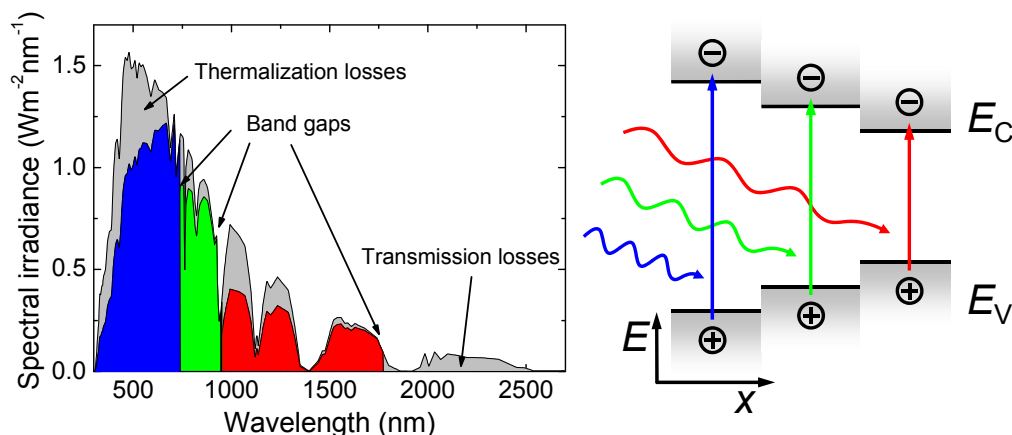 Spectral irradiance (Wm⁻²nm⁻¹)
1.5
1.0
0.5
0.0
500
1000
1500
2000
2500
Wavelength (nm)
Thermalization losses
Band gaps
Transmission losses
−
−
−
E_C
E_V
+
+
+
E
x